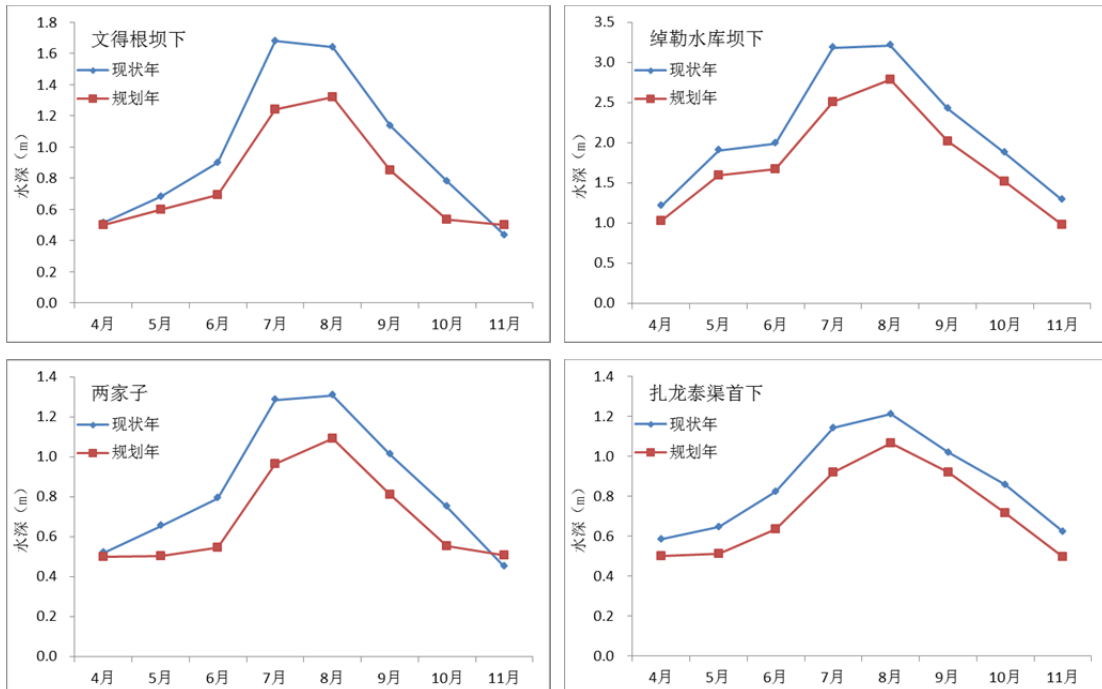 文得根坝下
现状年
规划年
水深（m）
1.8
1.6
1.4
1.2
1.0
0.8
0.6
0.4
0.2
0.0
4月 5月 6月 7月 8月 9月 10月 11月
绰勒水库坝下
现状年
规划年
水深（m）
3.5
3.0
2.5
2.0
1.5
1.0
0.5
0.0
4月 5月 6月 7月 8月 9月 10月 11月
两家子
现状年
规划年
水深（m）
1.4
1.2
1.0
0.8
0.6
0.4
0.2
0.0
4月 5月 6月 7月 8月 9月 10月 11月
扎龙泰渠首下
现状年
规划年
水深（m）
1.4
1.2
1.0
0.8
0.6
0.4
0.2
0.0
4月 5月 6月 7月 8月 9月 10月 11月